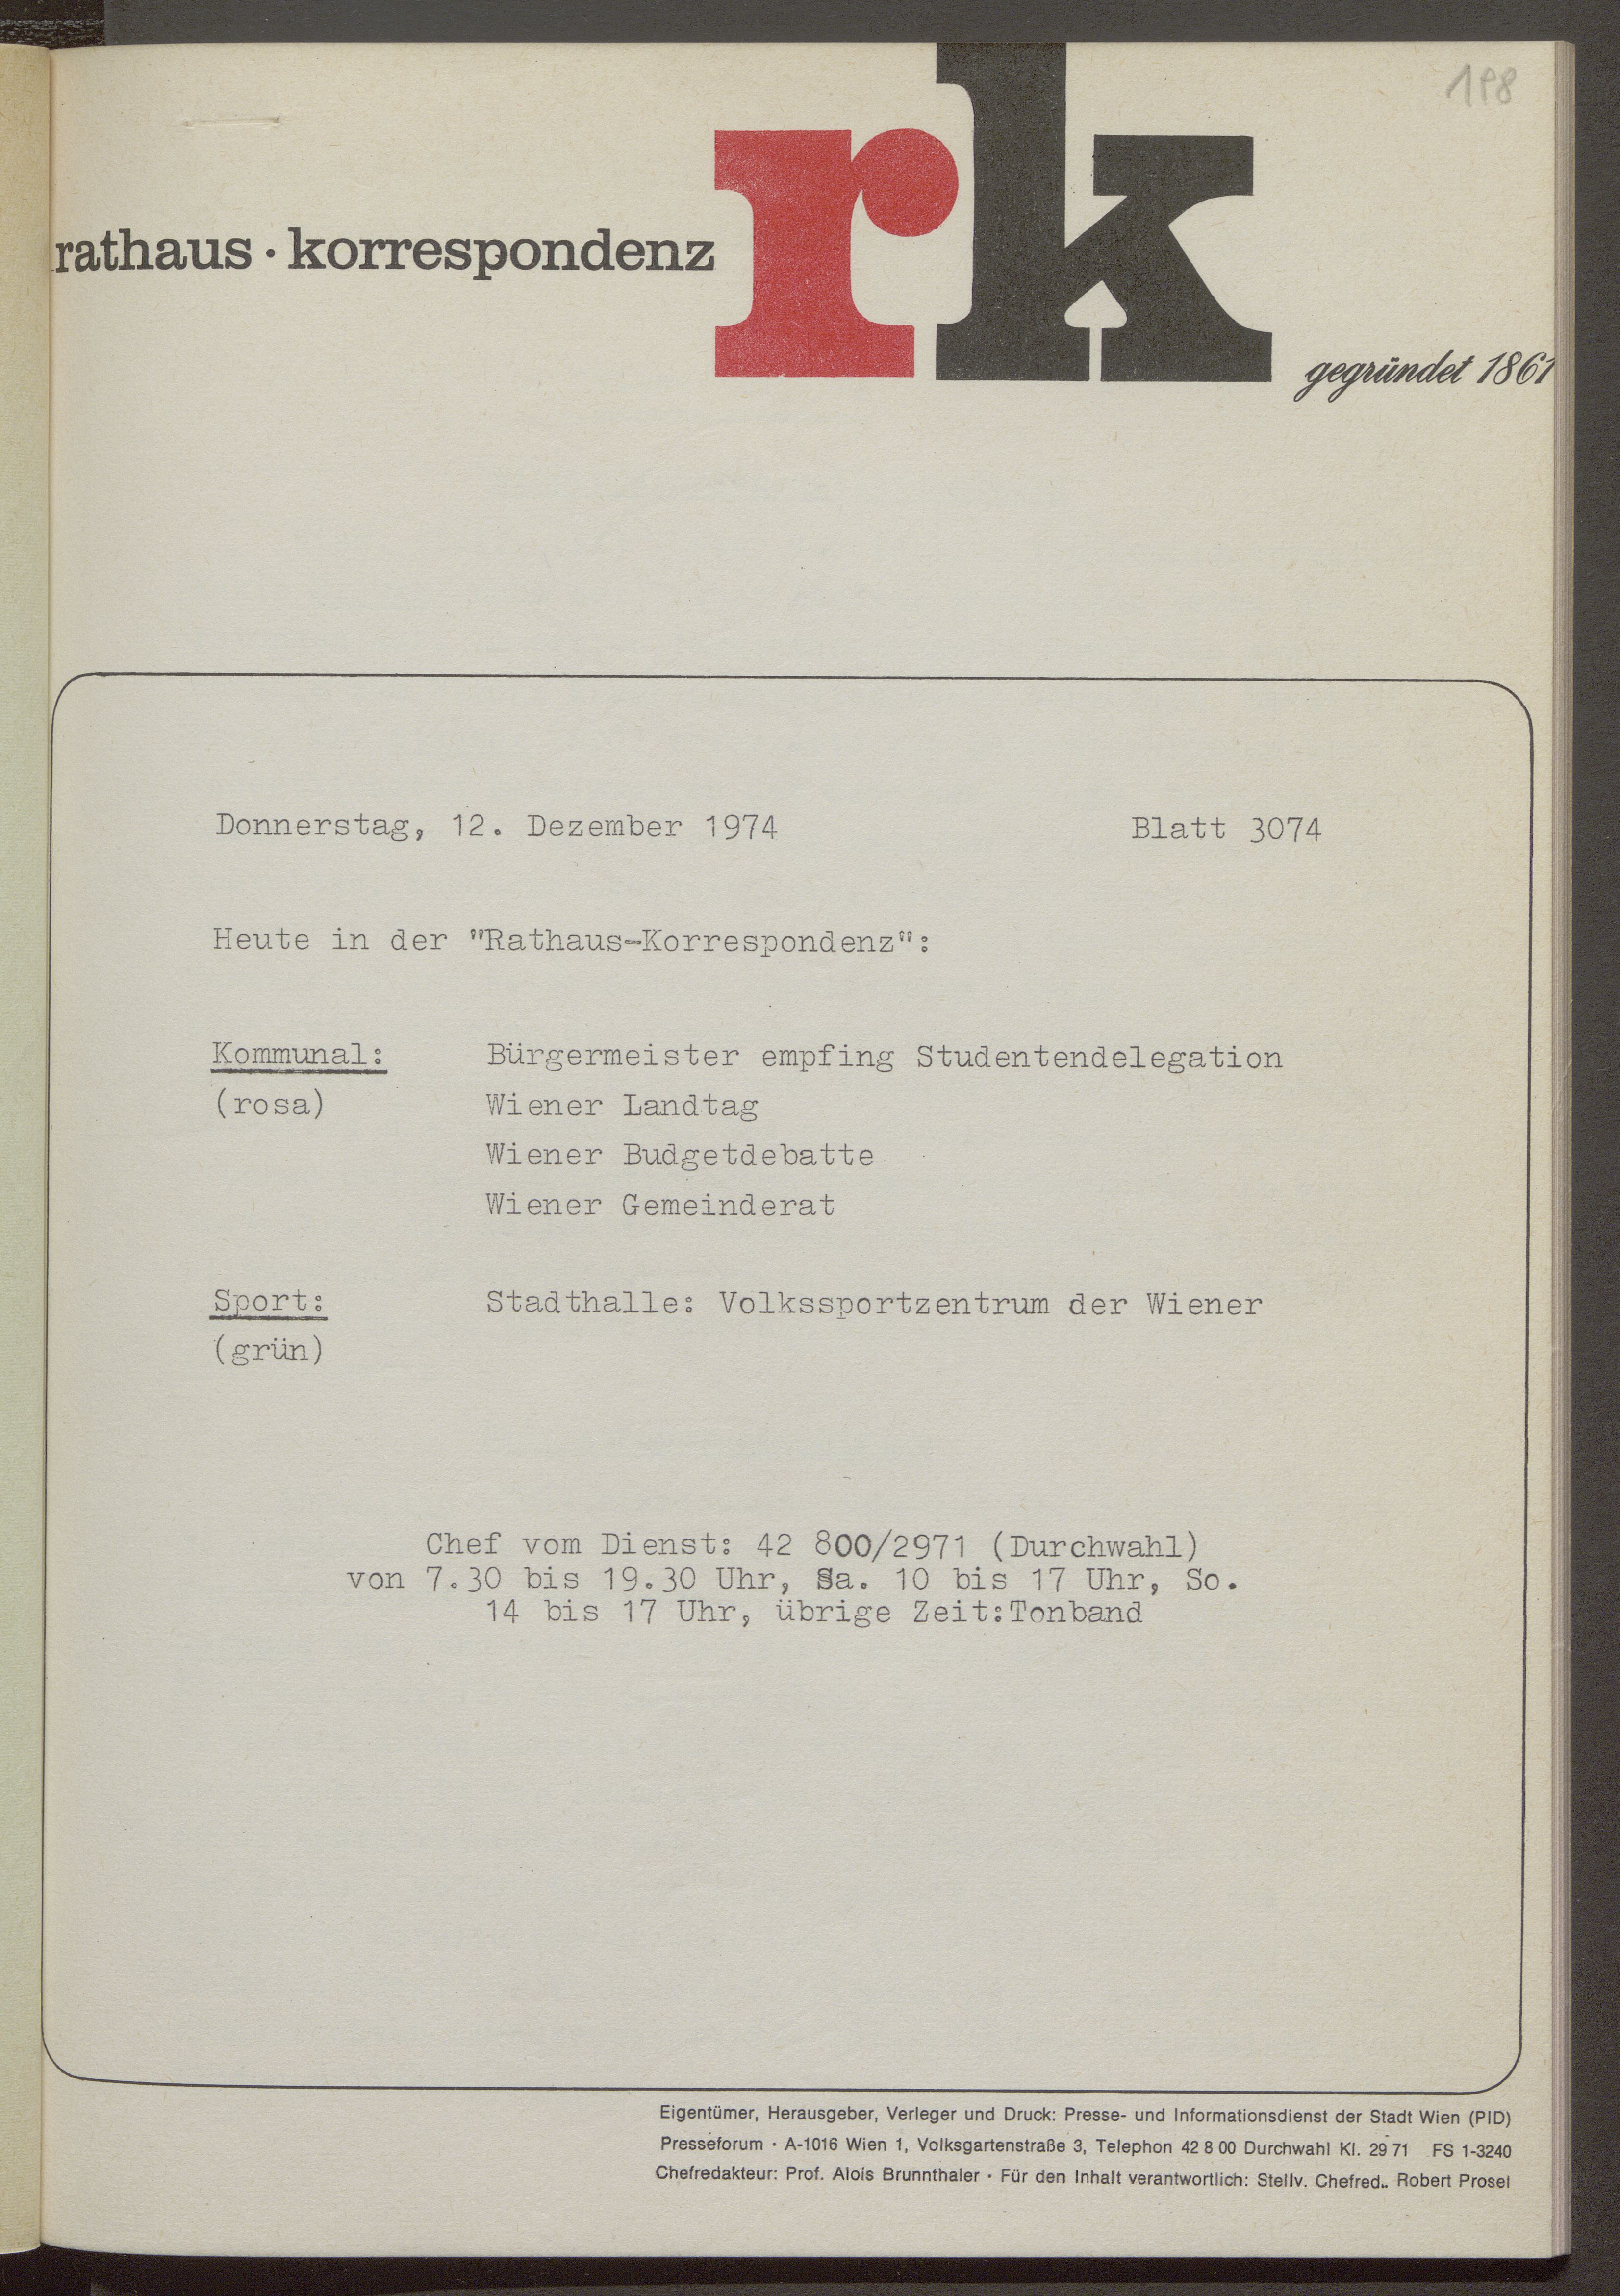 198
rk
rathaus · korrespondenz
gegründet 1861
Donnerstag, 12. Dezember 1974 Blatt 3074
Heute in der "Rathaus-Korrespondenz":
Kommunal: Bürgermeister empfing Studentendelegation
(rosa) Wiener Landtag
Wiener Budgetdebatte
Wiener Gemeinderat
Sport: Stadthalle: Volkssportzentrum der Wiener
(grün)
Chef vom Dienst: 42 800/2971 (Durchwahl)
von 7.30 bis 19.30 Uhr, Sa. 10 bis 17 Uhr, So.
14 bis 17 Uhr, übrige Zeit:Tonband
Eigentümer, Herausgeber, Verleger und Druck: Presse- und Informationsdienst der Stadt Wien (PID)
Presseforum · A-1016 Wien 1, Volksgartenstraße 3, Telephon 42 8 00 Durchwahl Kl. 29 71 FS 1-3240
Chefredakteur: Prof. Alois Brunnthaler · Für den Inhalt verantwortlich: Stellv. Chefred.. Robert Prosel